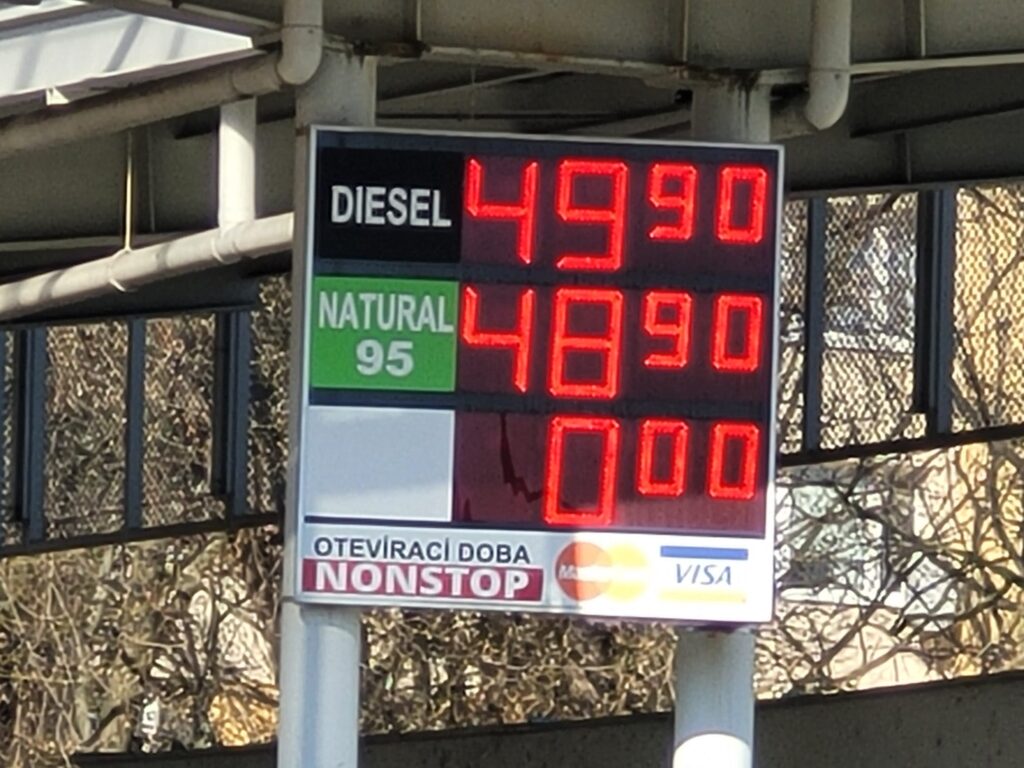 DIESEL 49 90
NATURAL
95 48 90
0 00
OTEVÍRACÍ DOBA
NONSTOP
VISA